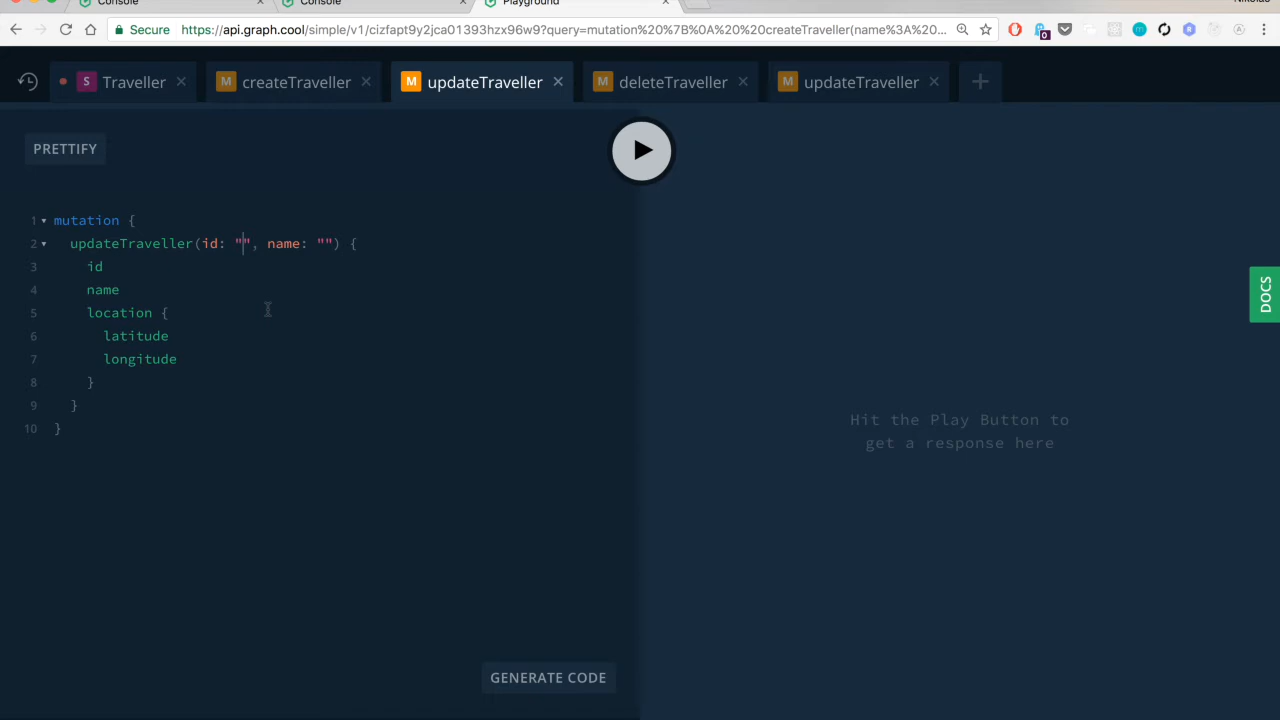 Console
Console
Playground
Secure https://api.graph.cool/simple/v1/cizfapt9y2jca01393hzx96w9?query=mutation%20%7B%0A%20%20createTraveller(name%3A%20...
S Traveller
M createTraveller
M updateTraveller
M deleteTraveller
M updateTraveller
PRETTIFY
1 mutation {
2 updateTraveller(id: "", name: "") {
3 id
4 name
5 location {
6 latitude
7 longitude
8 }
9 }
10 }
Hit the Play Button to
get a response here
DOCS
GENERATE CODE